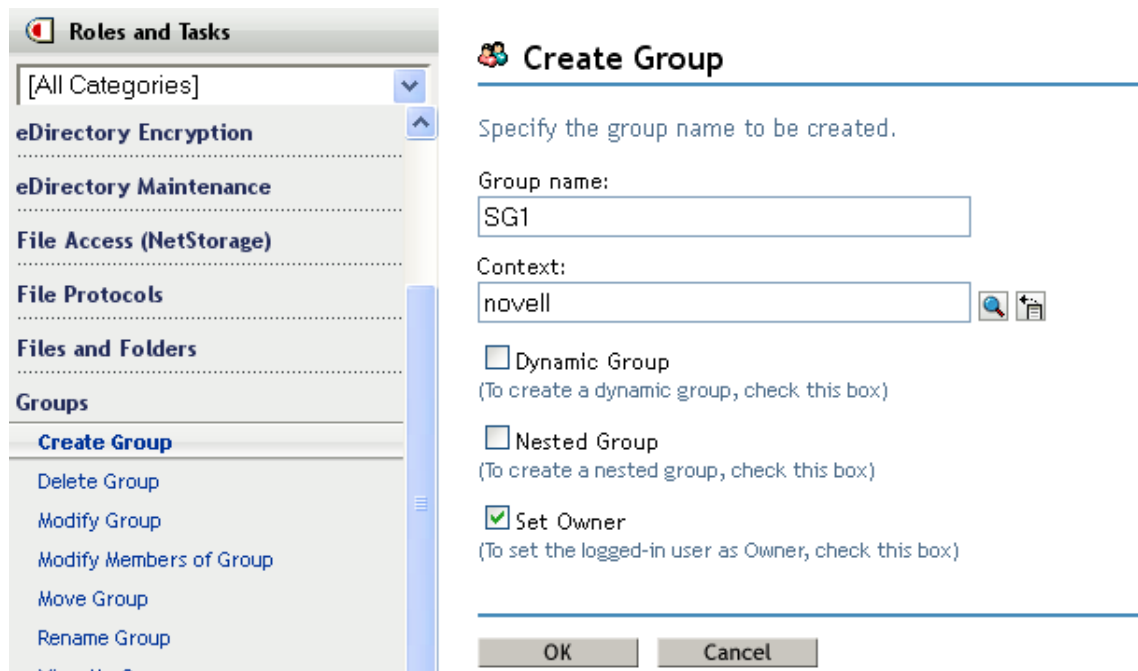 Roles and Tasks
[All Categories]
eDirectory Encryption
eDirectory Maintenance
File Access (NetStorage)
File Protocols
Files and Folders
Groups
Create Group
Delete Group
Modify Group
Modify Members of Group
Move Group
Rename Group
Create Group
Specify the group name to be created.
Group name:
SG1
Context:
novell
Dynamic Group
(To create a dynamic group, check this box)
Nested Group
(To create a nested group, check this box)
Set Owner
(To set the logged-in user as Owner, check this box)
OK
Cancel